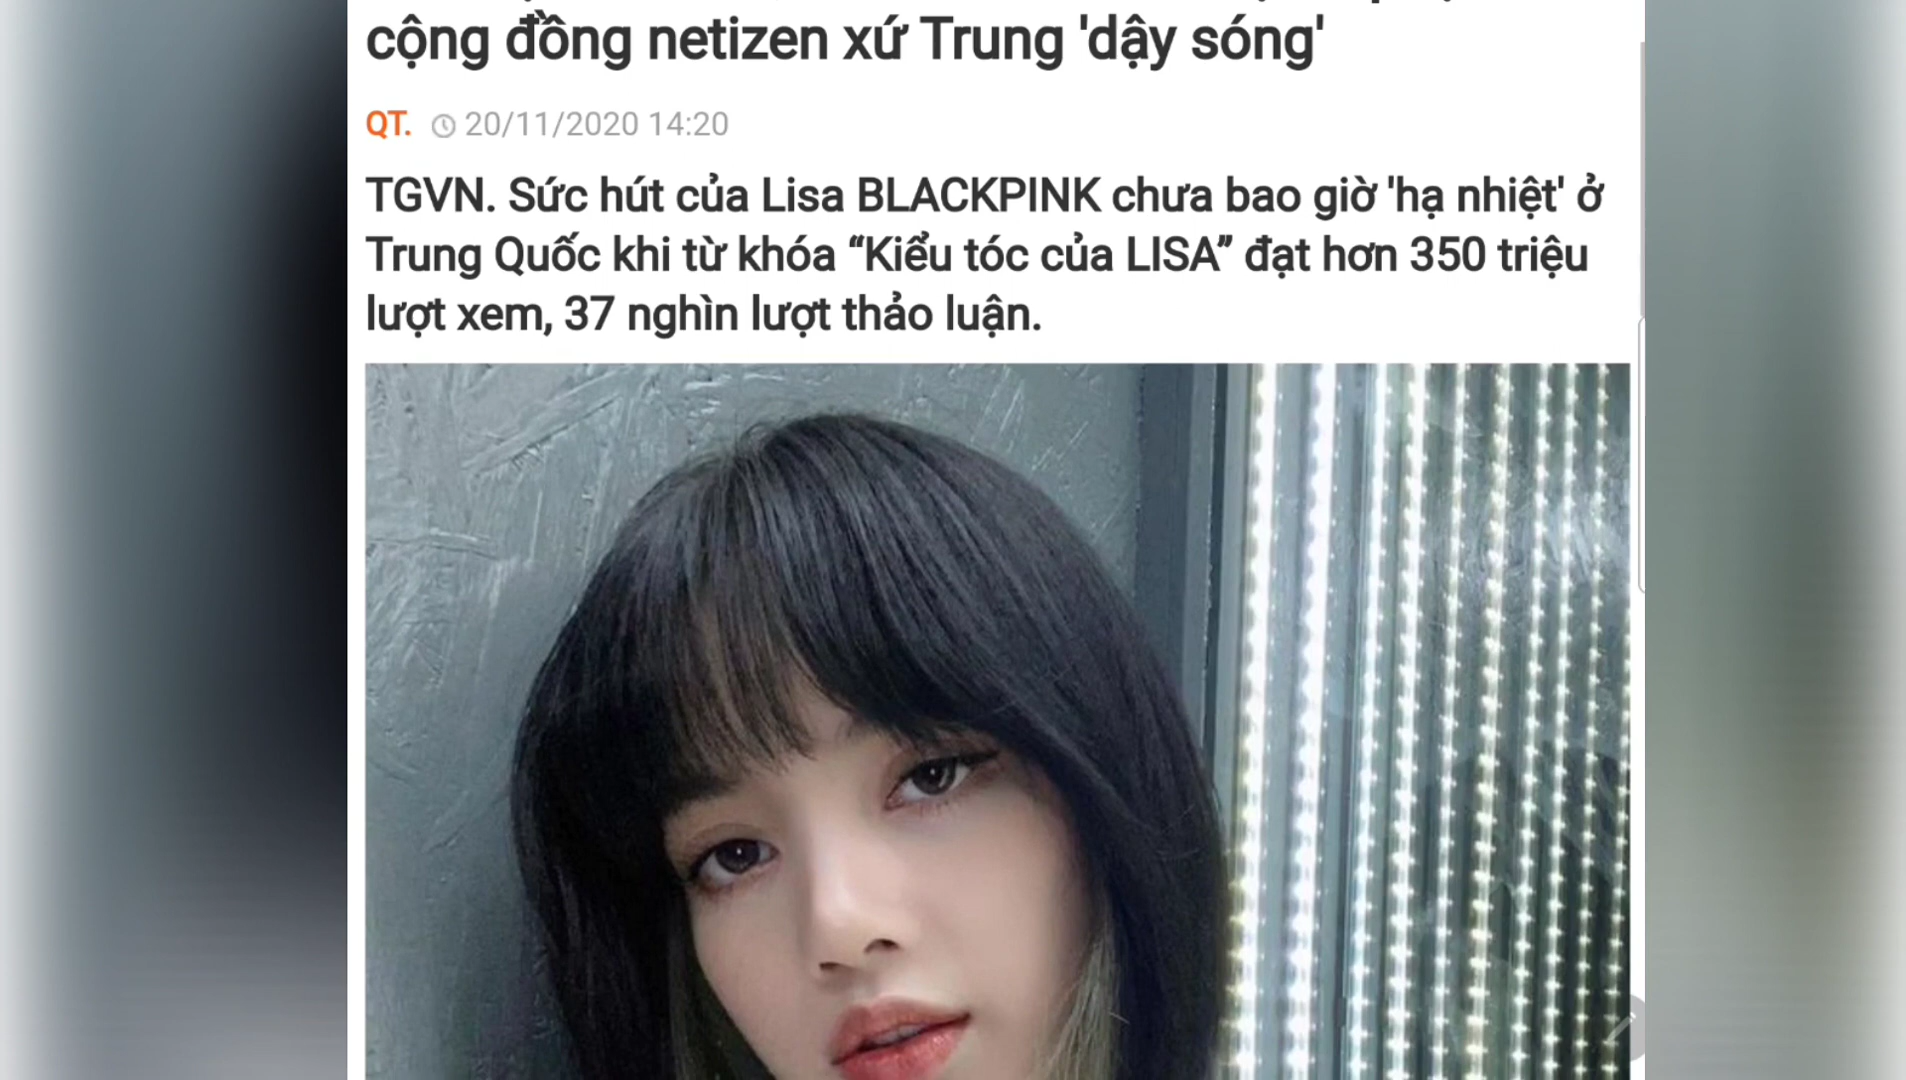 cộng đồng netizen xứ Trung 'dậy sóng'
QT. 20/11/2020 14:20
TGVN. Sức hút của Lisa BLACKPINK chưa bao giờ 'hạ nhiệt' ở
Trung Quốc khi từ khóa “Kiểu tóc của LISA” đạt hơn 350 triệu
lượt xem, 37 nghìn lượt thảo luận.